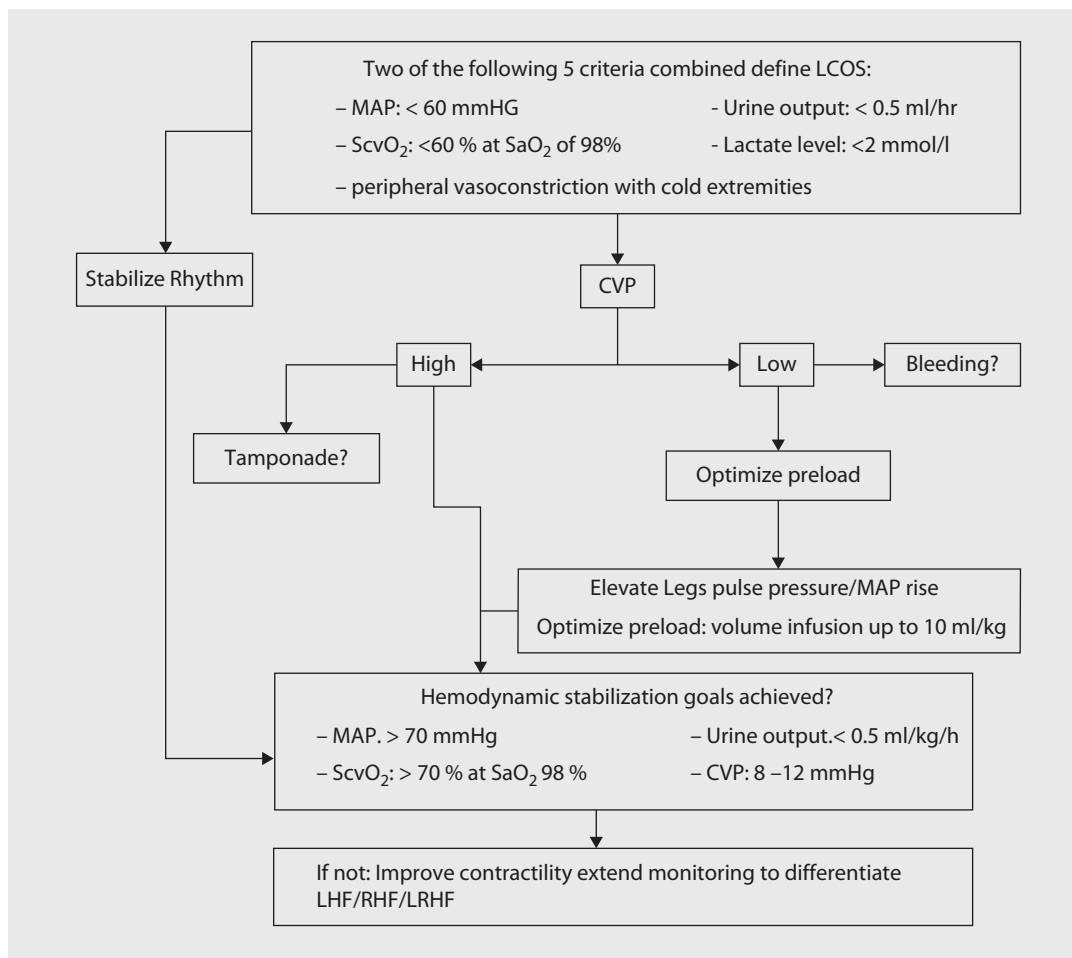 Two of the following 5 criteria combined define LCOS:
– MAP: < 60 mmHG
- Urine output: < 0.5 ml/hr
– ScvO₂: <60 % at SaO₂ of 98%
- Lactate level: <2 mmol/l
– peripheral vasoconstriction with cold extremities
Stabilize Rhythm
CVP
High
Low
Bleeding?
Tamponade?
Optimize preload
Elevate Legs pulse pressure/MAP rise
Optimize preload: volume infusion up to 10 ml/kg
Hemodynamic stabilization goals achieved?
– MAP. > 70 mmHg
– Urine output.< 0.5 ml/kg/h
– ScvO₂: > 70 % at SaO₂ 98 %
– CVP: 8 –12 mmHg
If not: Improve contractility extend monitoring to differentiate
LHF/RHF/LRHF